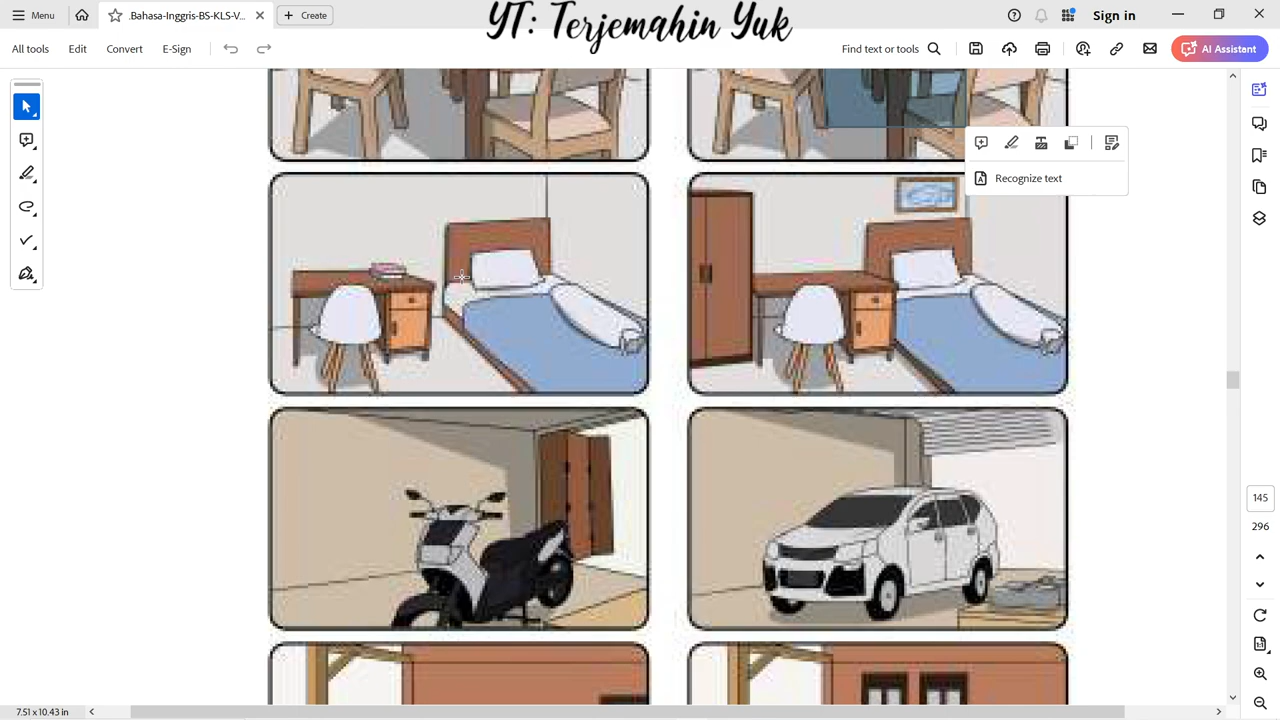 YT: Terjemahin Yuk
Menu
.Bahasa-Inggris-BS-KLS-V...
Create
Sign in
All tools
Edit
Convert
E-Sign
Find text or tools
AI Assistant
Recognize text
145
296
7.51 x 10.43 in